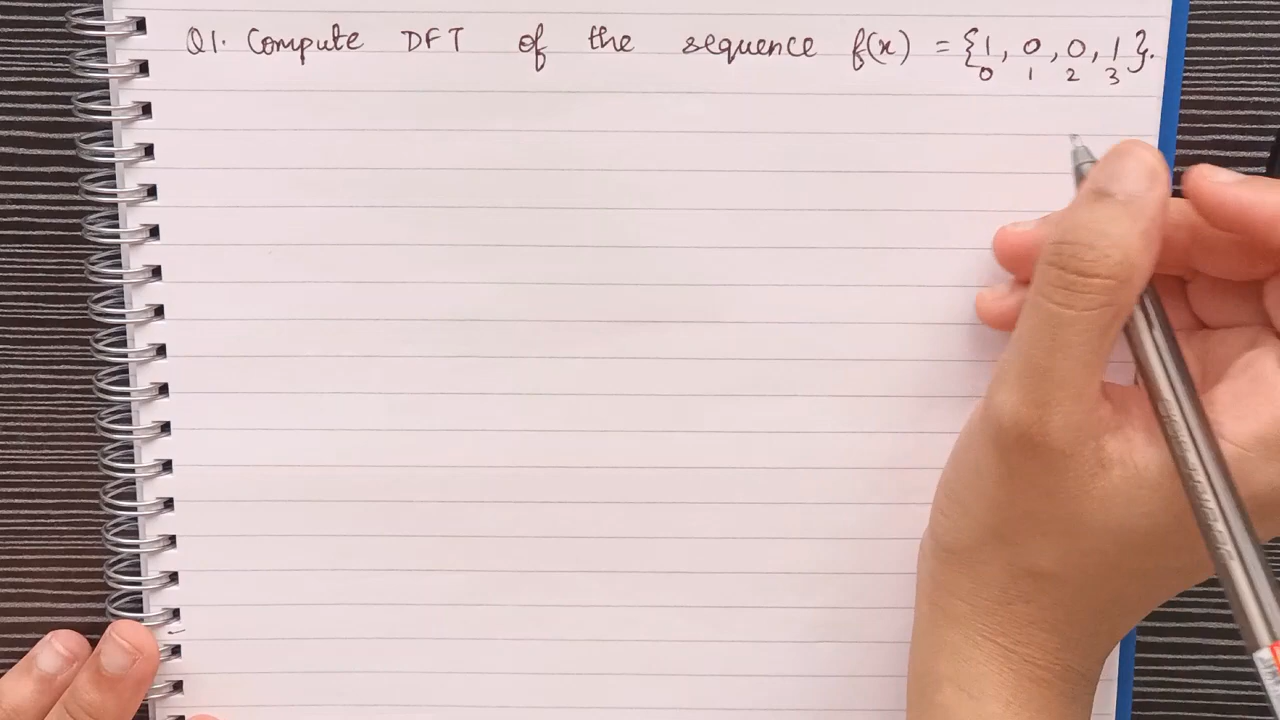 Q1. Compute DFT of the sequence f(x) = {1, 0, 0, 1}.
0 1 2 3